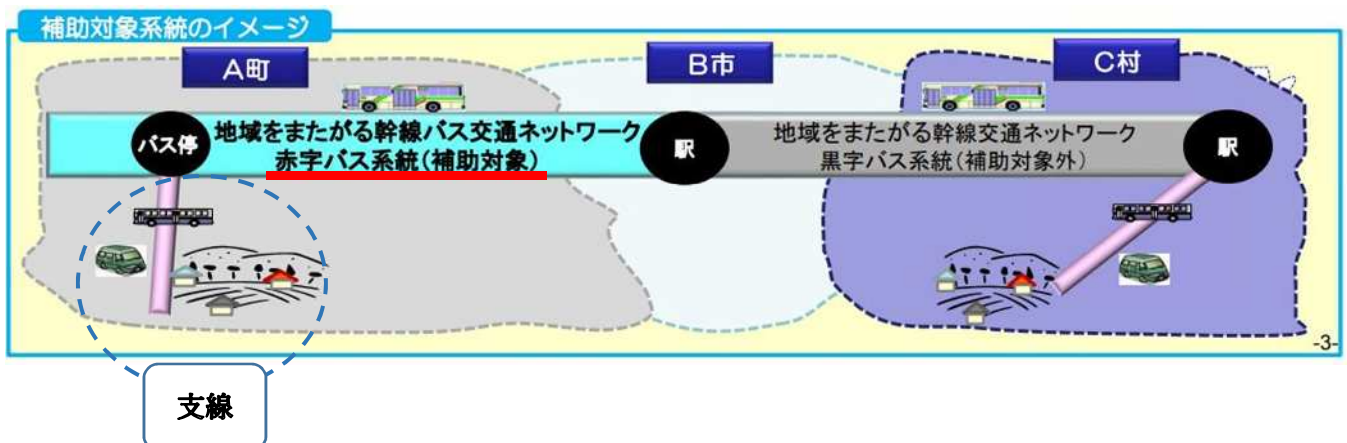 補助対象系統のイメージ
A町
B市
C村
バス停
地域をまたがる幹線バス交通ネットワーク
赤字バス系統(補助対象)
駅
地域をまたがる幹線交通ネットワーク
黒字バス系統(補助対象外)
駅
-3-
支線